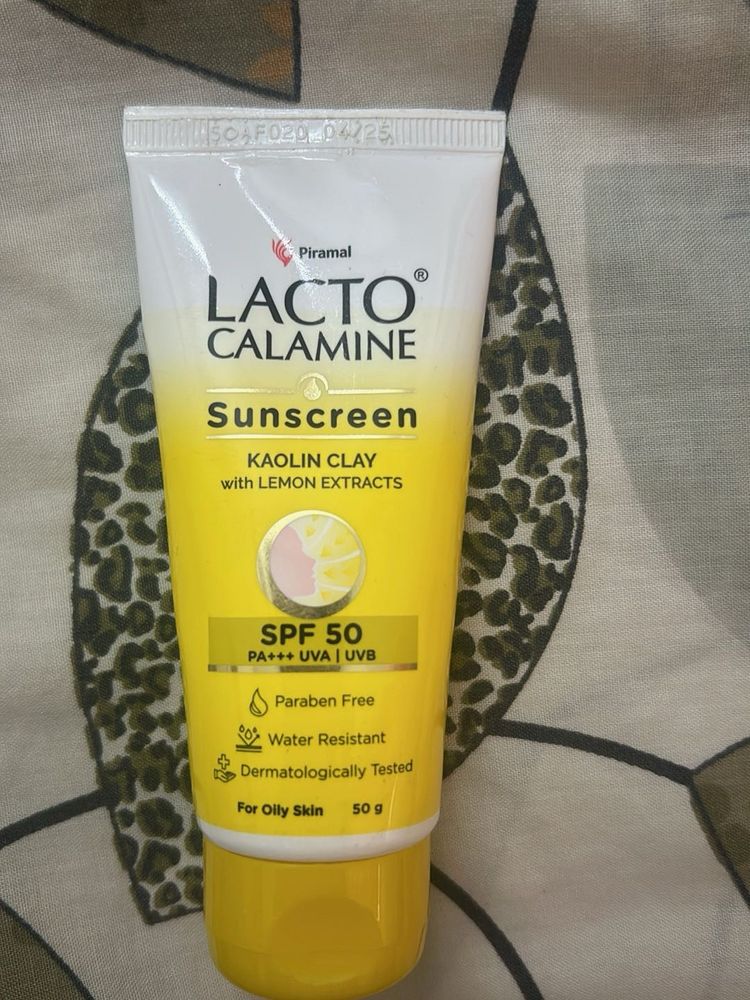 SOAF020 04/25
Piramal
LACTO®
CALAMINE
Sunscreen
KAOLIN CLAY
with LEMON EXTRACTS
SPF 50
PA+++ UVA | UVB
Paraben Free
Water Resistant
Dermatologically Tested
For Oily Skin 50 g